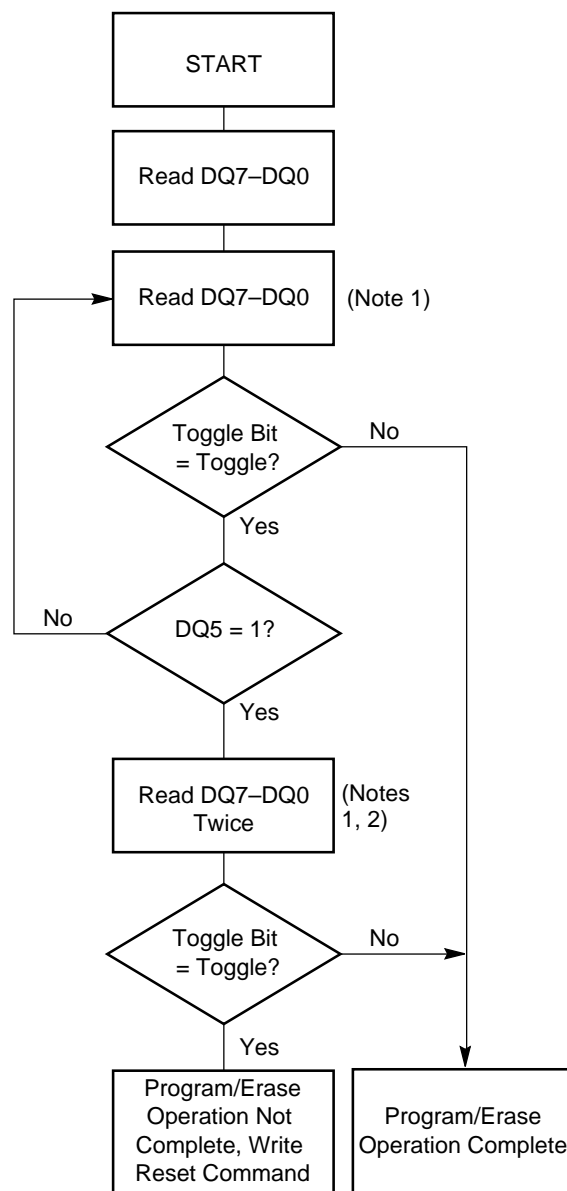 START
Read DQ7–DQ0
Read DQ7–DQ0
(Note 1)
Toggle Bit
= Toggle?
No
Yes
No
DQ5 = 1?
Yes
Read DQ7–DQ0
Twice
(Notes
1, 2)
Toggle Bit
= Toggle?
No
Yes
Program/Erase
Operation Not
Complete, Write
Reset Command
Program/Erase
Operation Complete